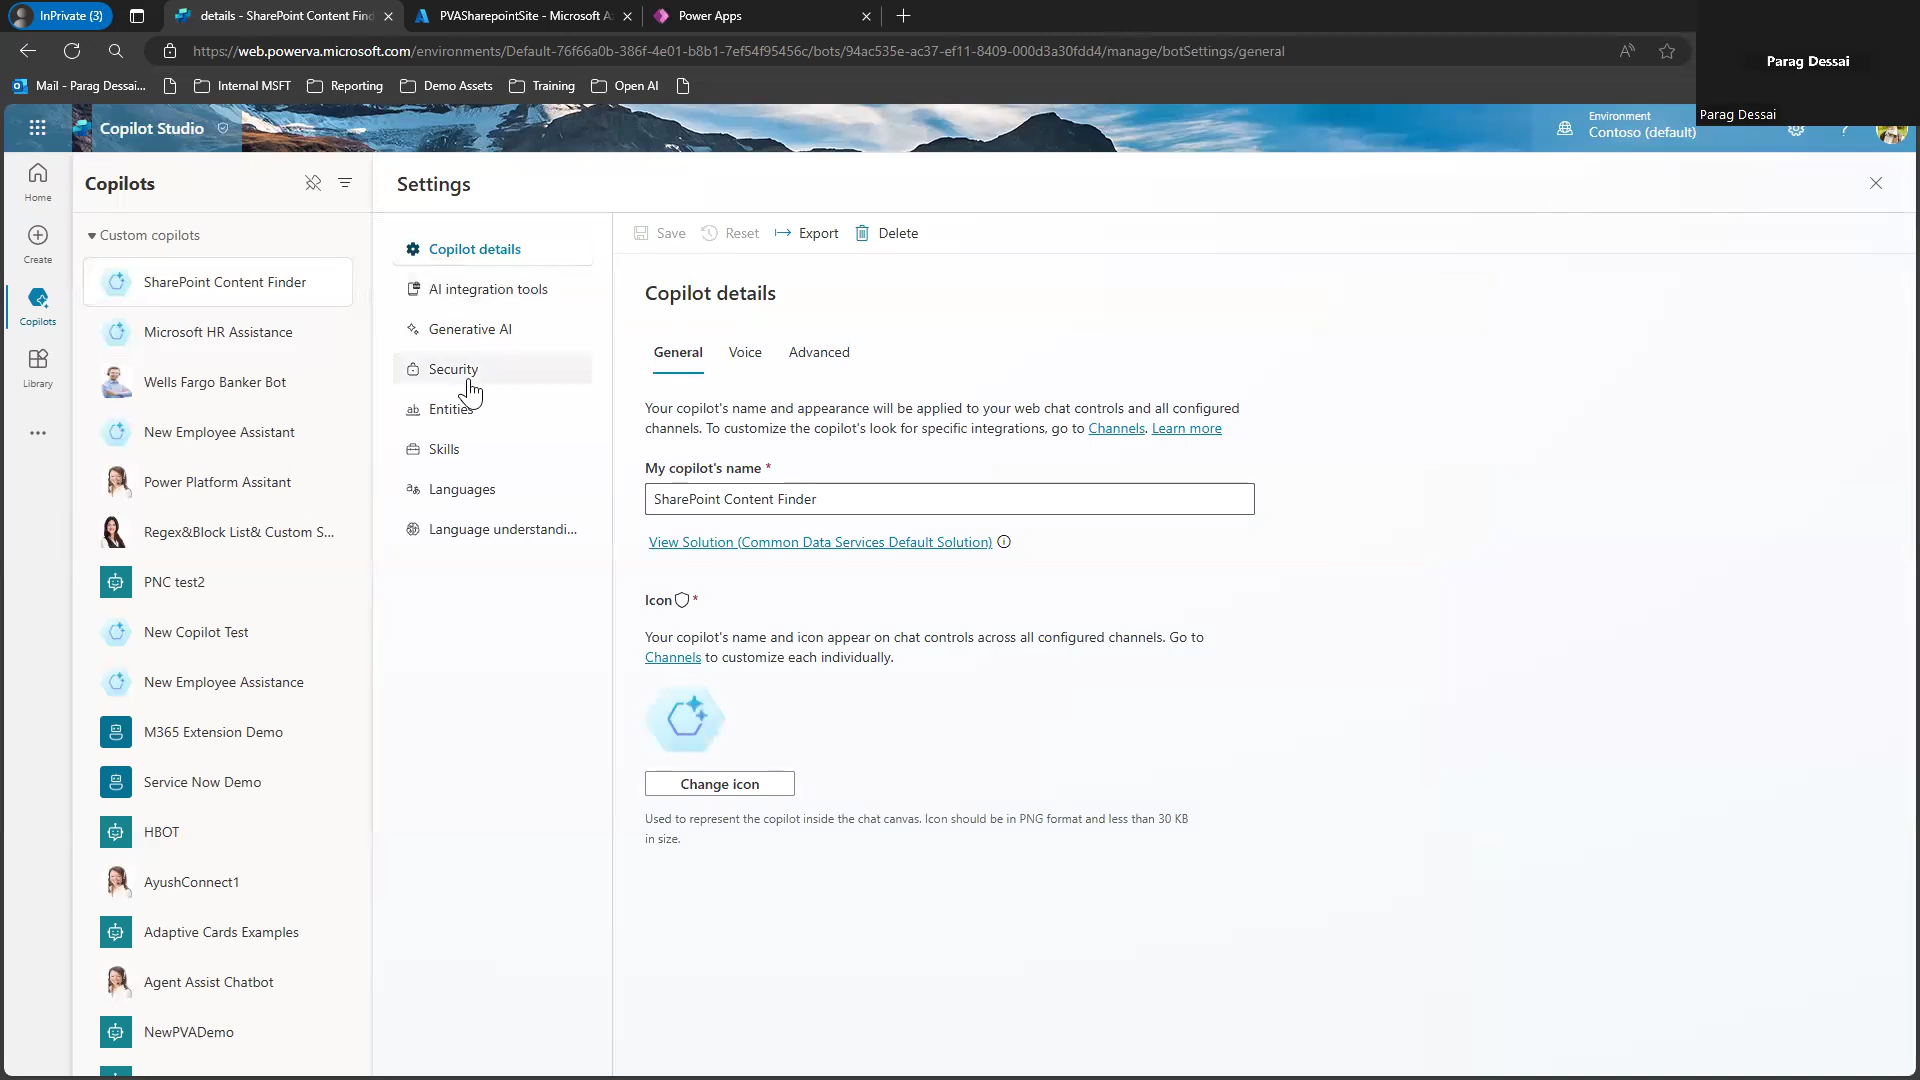 InPrivate (3)
details - SharePoint Content Find
PVASharepointSite - Microsoft A
Power Apps
https://web.powerva.microsoft.com/environments/Default-76f66a0b-386f-4e01-b8b1-7ef54f95456c/bots/94ac535e-ac37-ef11-8409-000d3a30fdd4/manage/botSettings/general
Parag Dessai
Mail - Parag Dessai...
Internal MSFT
Reporting
Demo Assets
Training
Open AI
Parag Dessai
Copilot Studio
Environment
Contoso (default)
Home
Create
Copilots
Library
Copilots
Custom copilots
SharePoint Content Finder
Microsoft HR Assistance
Wells Fargo Banker Bot
New Employee Assistant
Power Platform Assitant
Regex&Block List& Custom S...
PNC test2
New Copilot Test
New Employee Assistance
M365 Extension Demo
Service Now Demo
HBOT
AyushConnect1
Adaptive Cards Examples
Agent Assist Chatbot
NewPVADemo
Settings
Copilot details
AI integration tools
Generative AI
Security
Entities
Skills
Languages
Language understandi...
Save
Reset
Export
Delete
Copilot details
General
Voice
Advanced
Your copilot's name and appearance will be applied to your web chat controls and all configured
channels. To customize the copilot's look for specific integrations, go to Channels. Learn more
My copilot's name *
SharePoint Content Finder
View Solution (Common Data Services Default Solution)
Icon *
Your copilot's name and icon appear on chat controls across all configured channels. Go to
Channels to customize each individually.
Change icon
Used to represent the copilot inside the chat canvas. Icon should be in PNG format and less than 30 KB
in size.